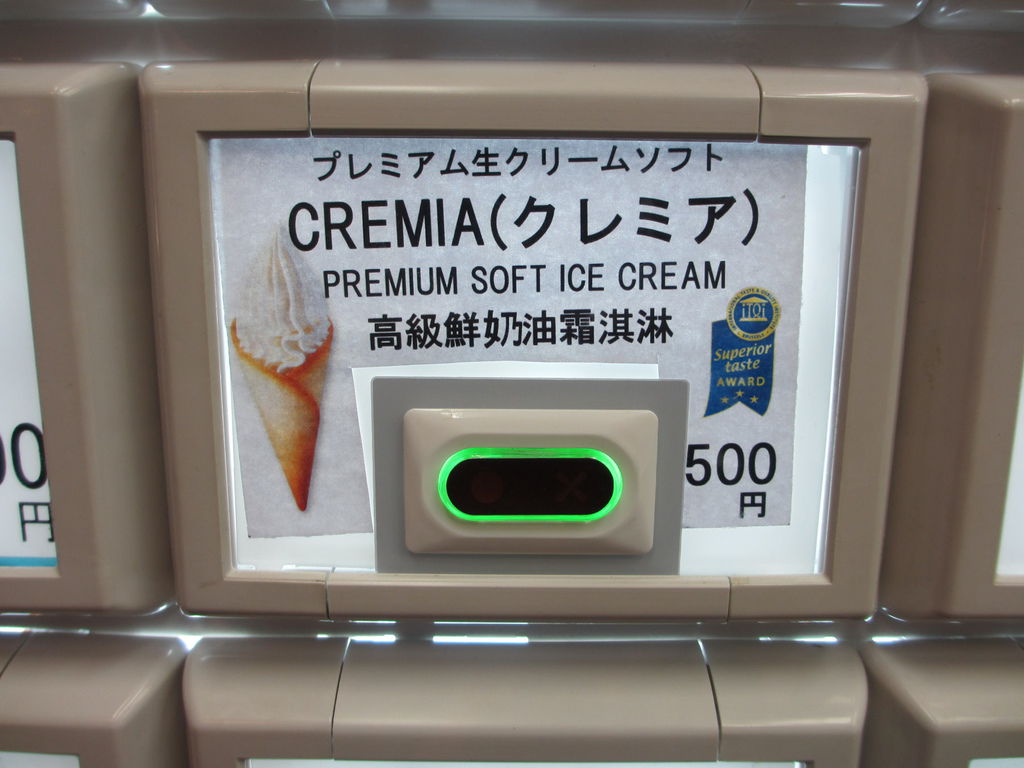 プレミアム生クリームソフト
CREMIA(クレミア)
PREMIUM SOFT ICE CREAM
高級鮮奶油霜淇淋
iTQi
Superior
taste
AWARD
500
円
00
円